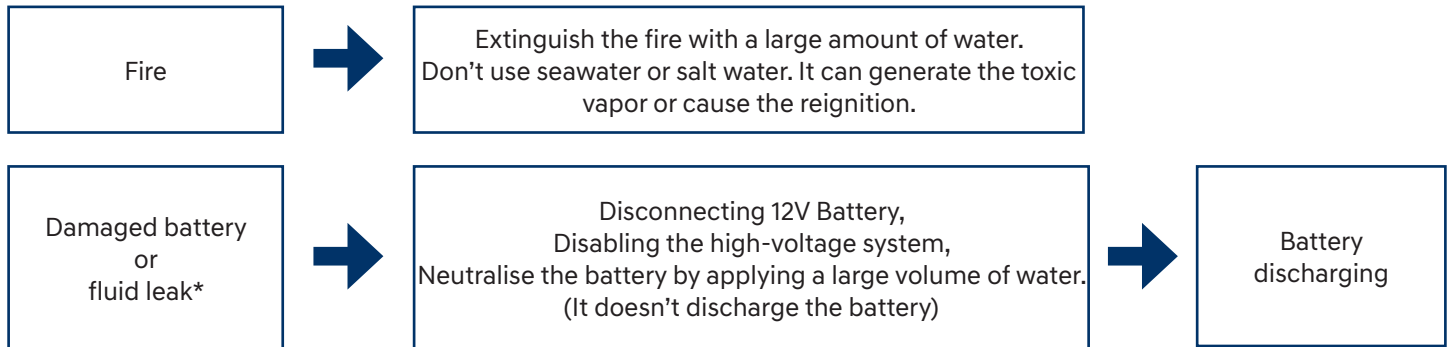 Fire
Extinguish the fire with a large amount of water.
Don’t use seawater or salt water. It can generate the toxic
vapor or cause the reignition.
Damaged battery
or
fluid leak*
Disconnecting 12V Battery,
Disabling the high-voltage system,
Neutralise the battery by applying a large volume of water.
(It doesn’t discharge the battery)
Battery
discharging